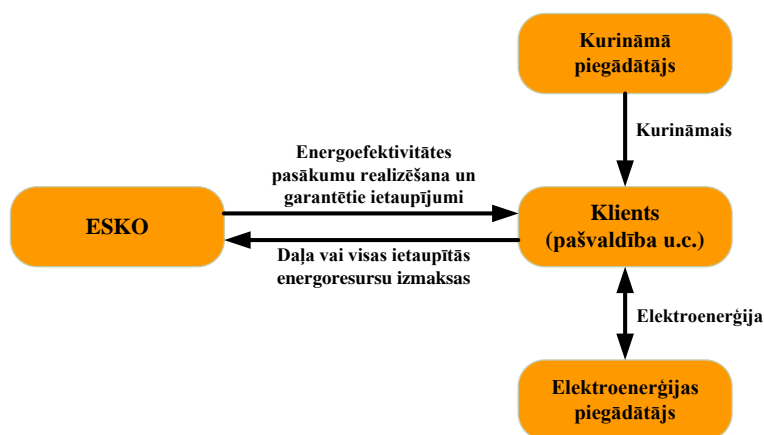 Kurināmā
piegādātājs
Kurināmais
Energoefektivitātes
pasākumu realizēšana un
garantētie ietaupījumi
ESKO
Klients
(pašvaldība u.c.)
Daļa vai visas ietaupītās
energoresursu izmaksas
Elektroenerģija
Elektroenerģijas
piegādātājs